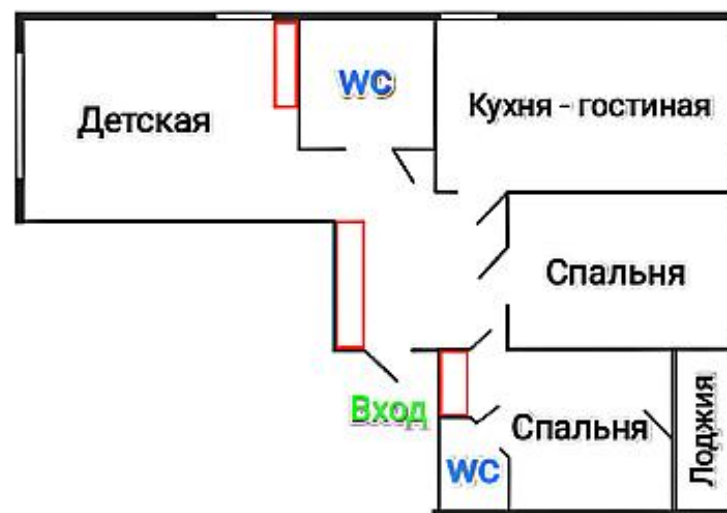 WC
Детская
Кухня - гостиная
Спальня
Вход
Спальня
Лоджия
WC